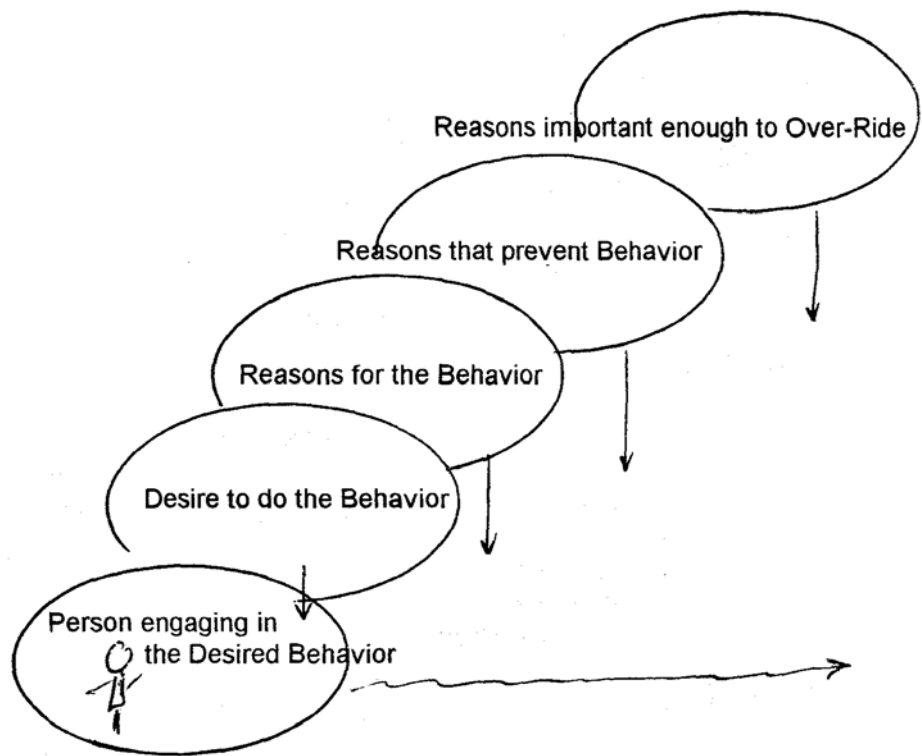 Reasons important enough to Over-Ride
Reasons that prevent Behavior
Reasons for the Behavior
Desire to do the Behavior
Person engaging in
the Desired Behavior